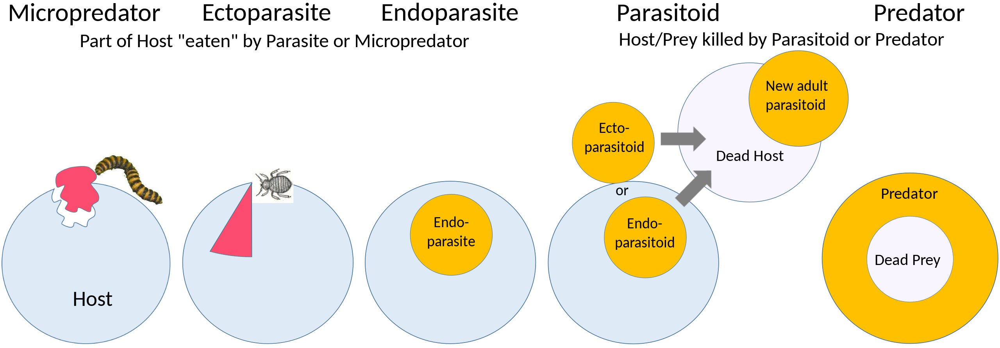 Micropredator
Ectoparasite
Endoparasite
Parasitoid
Predator
Part of Host "eaten" by Parasite or Micropredator
Host/Prey killed by Parasitoid or Predator
Host
Endo-
parasite
Ecto-
parasitoid
or
Endo-
parasitoid
Dead Host
New adult
parasitoid
Predator
Dead Prey